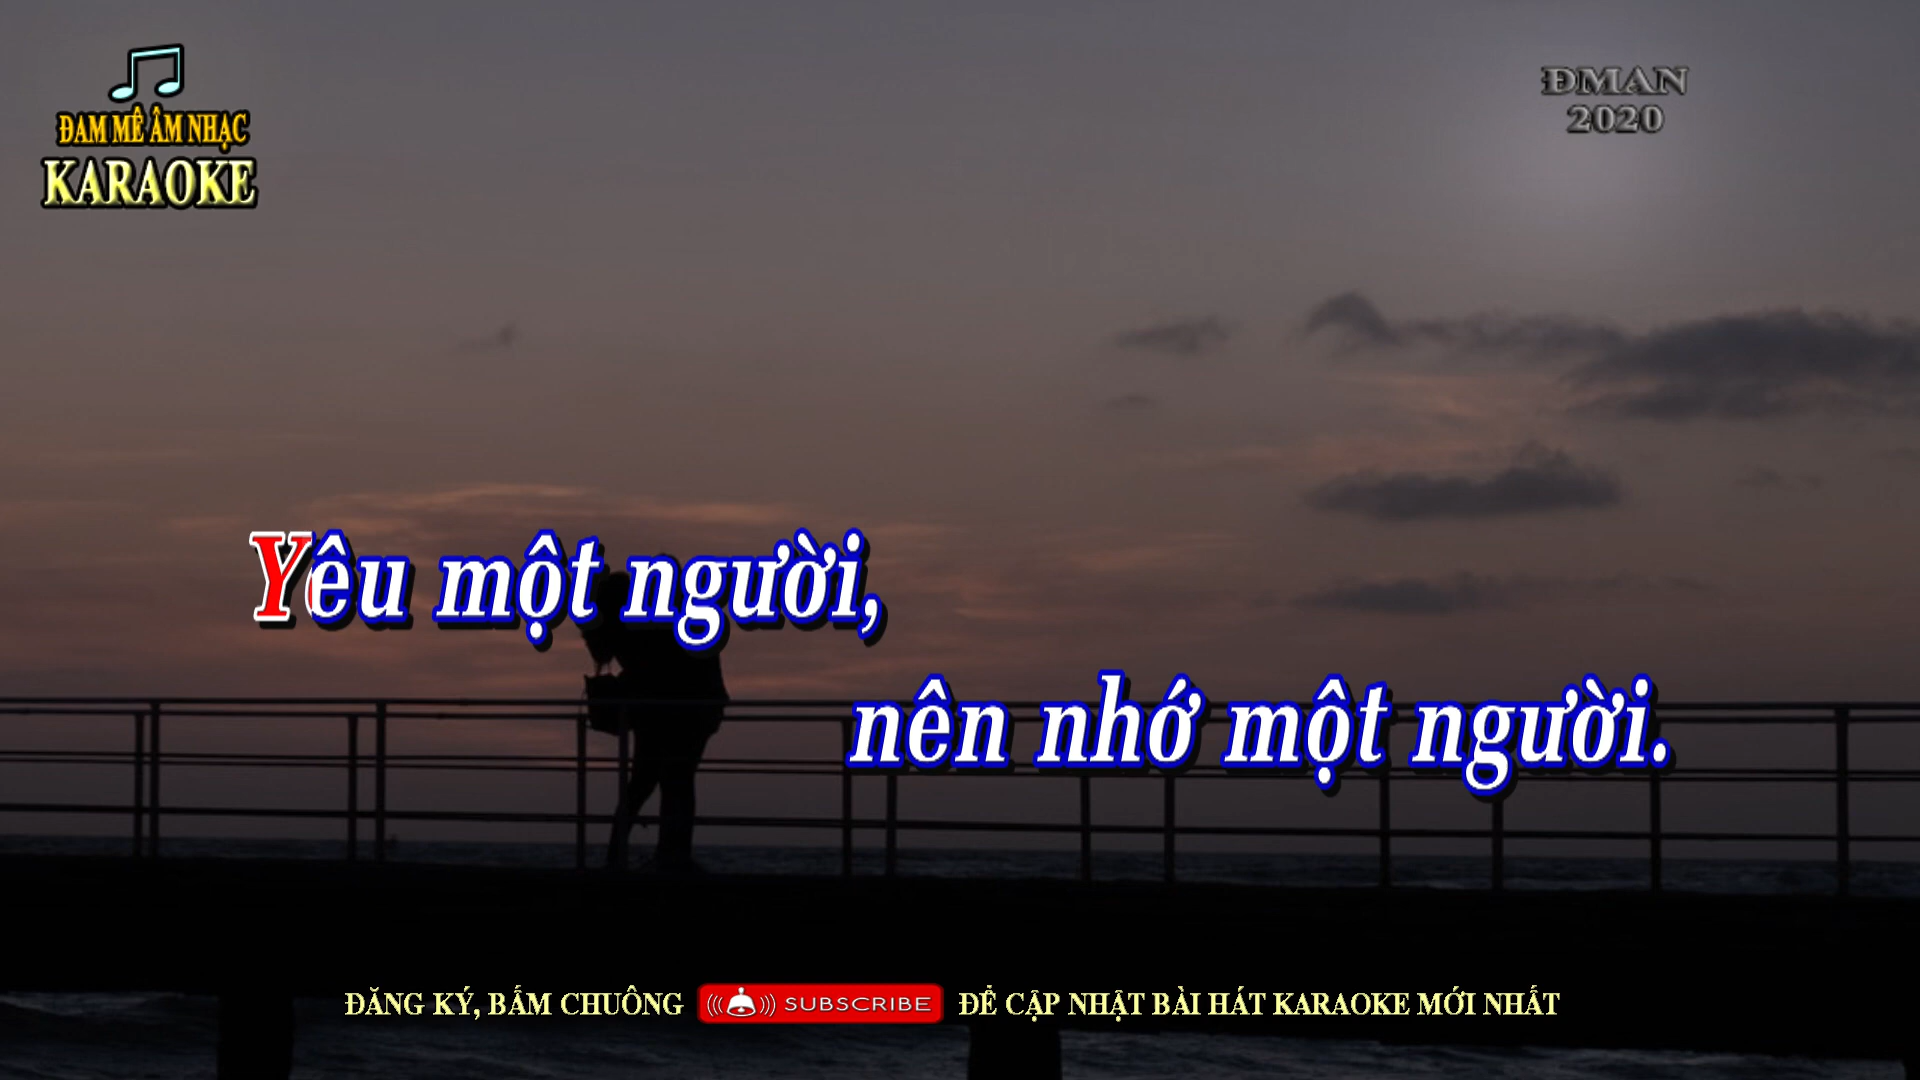 ĐAM MÊ ÂM NHẠC
KARAOKE
ĐMAN
2020
Yêu một người,
nên nhớ một người.
ĐĂNG KÝ, BẤM CHUÔNG SUBSCRIBE ĐỂ CẬP NHẬT BÀI HÁT KARAOKE MỚI NHẤT